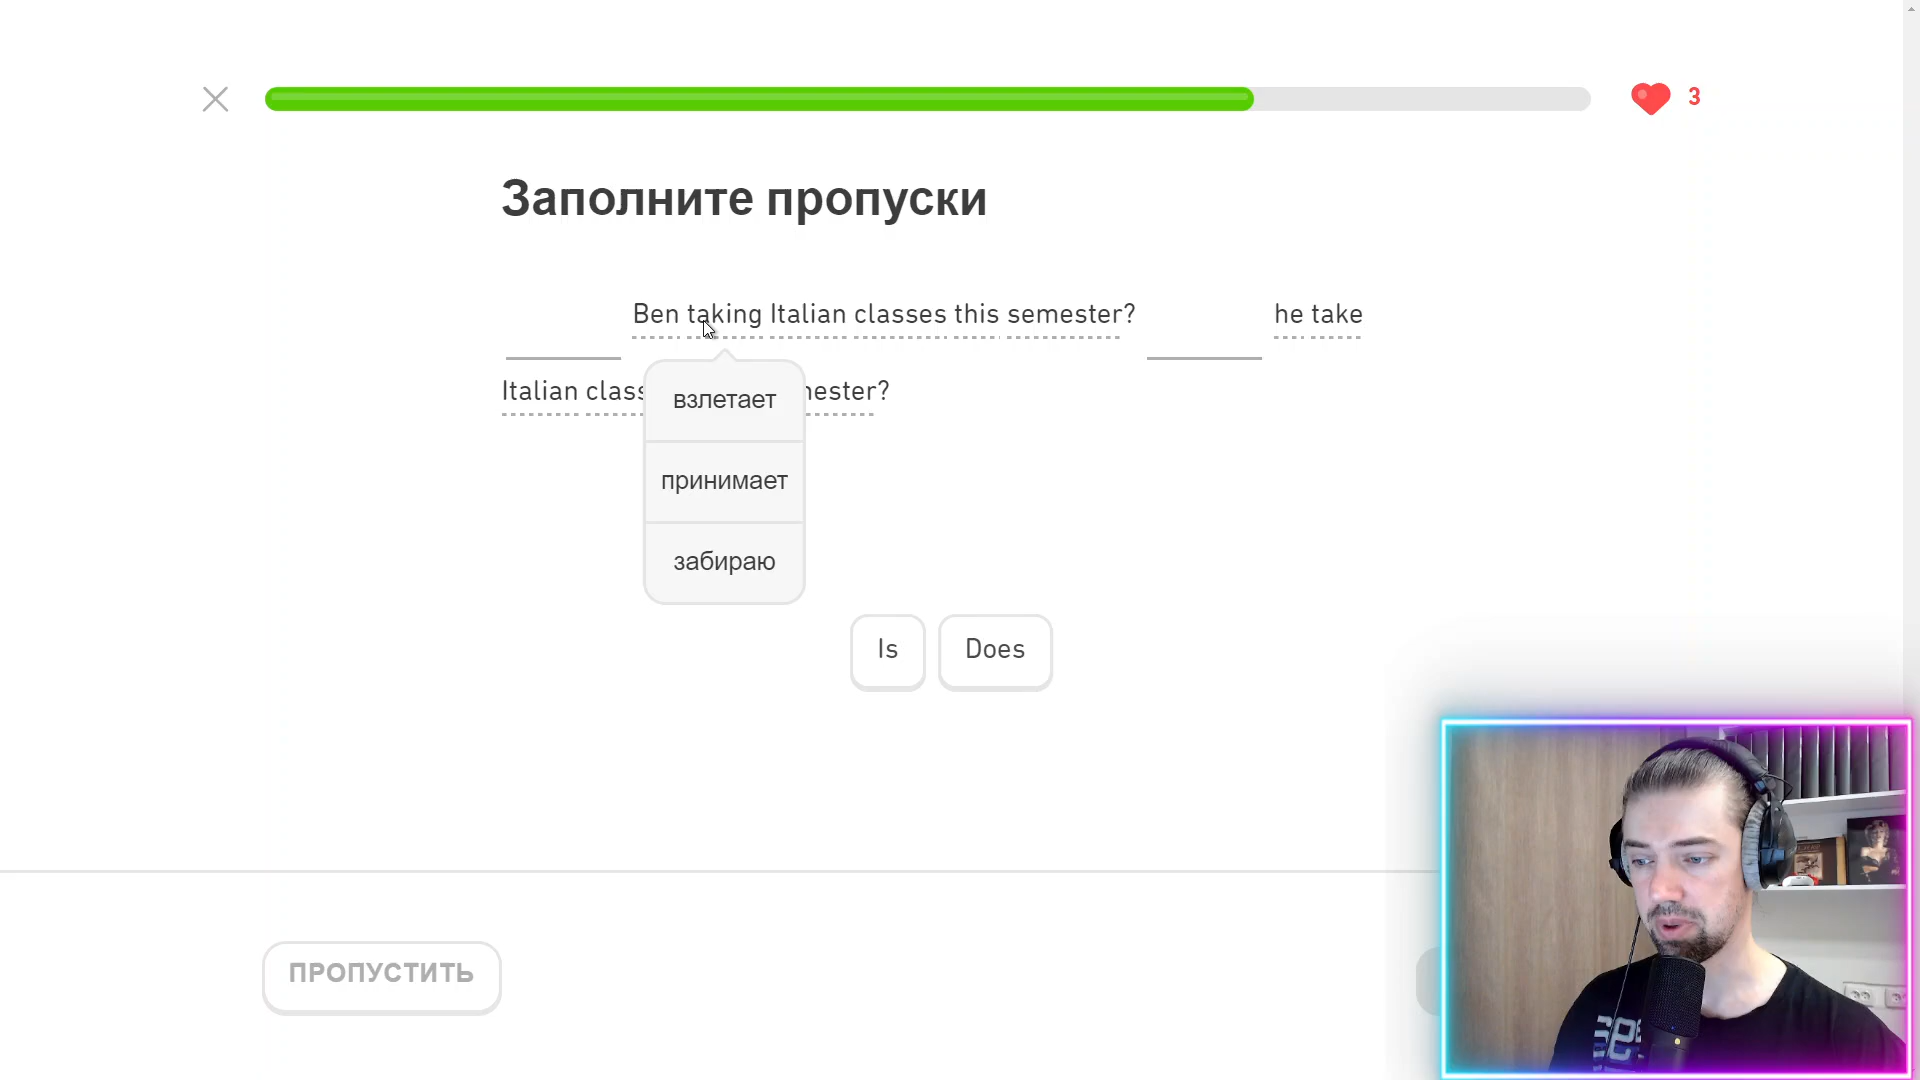 3
Заполните пропуски
Ben taking Italian classes this semester? he take
Italian class mester?
взлетает
принимает
забираю
Is Does
ПРОПУСТИТЬ